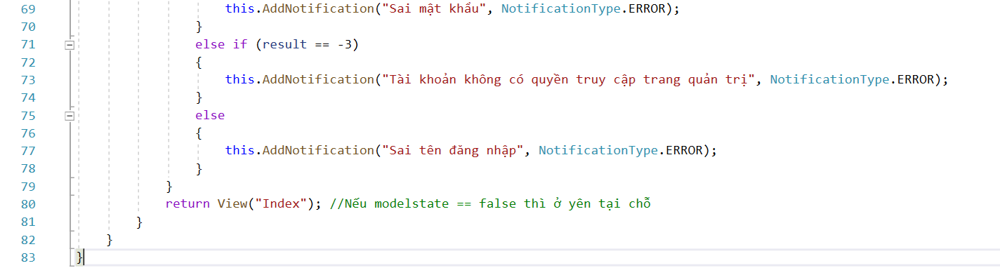 69 this.AddNotification("Sai mật khẩu", NotificationType.ERROR);
70 }
71 else if (result == -3)
72 {
73 this.AddNotification("Tài khoản không có quyền truy cập trang quản trị", NotificationType.ERROR);
74 }
75 else
76 {
77 this.AddNotification("Sai tên đăng nhập", NotificationType.ERROR);
78 }
79 }
80 return View("Index"); //Nếu modelstate == false thì ở yên tại chỗ
81 }
82 }
83 }